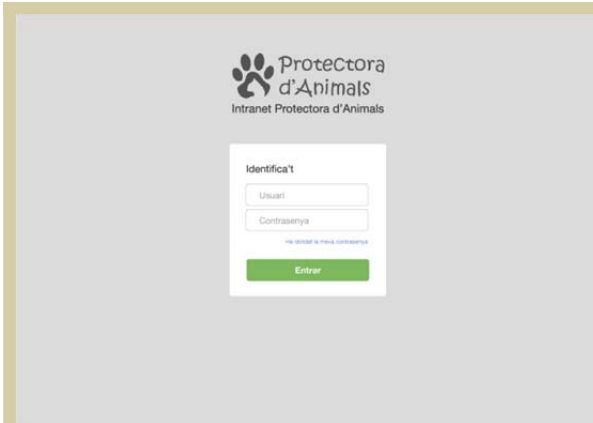 Protectora
d'Animals
Intranet Protectora d'Animals
Identifica't
Usuari
Contrasenya
He oblidat la meva contrasenya
Entrar